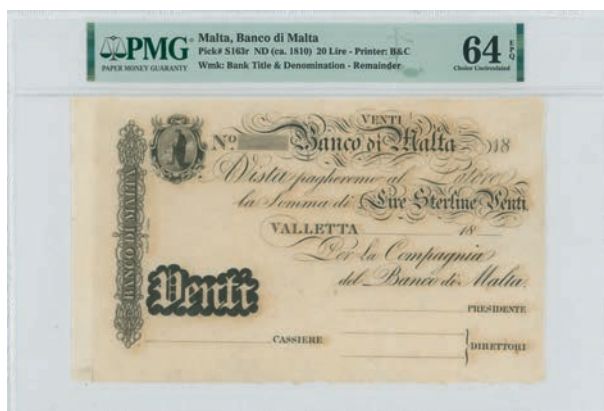 PMG
PAPER MONEY GUARANTY
Malta, Banco di Malta
Pick# S163r ND (ca. 1810) 20 Lire - Printer: B&C
Wmk: Bank Title & Denomination - Remainder
64 EPQ
Choice Uncirculated
VENTI
Nº Banco di Malta 18
Vista pagheremo al Latore
la Somma di Lire Sterline Venti.
VALLETTA 18
Per la Compagnia
del Banco di Malta.
BANCO DI MALTA
Venti
PRESIDENTE
CASSIERE
DIRETTORI